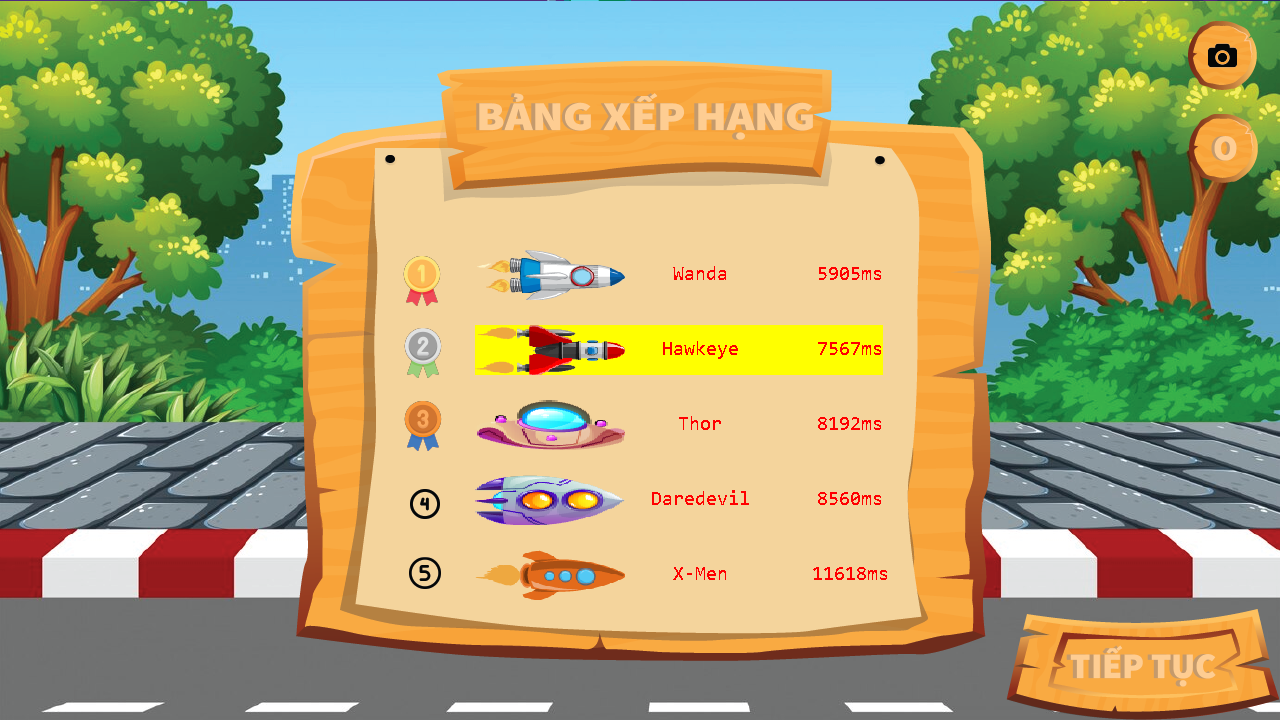 BẢNG XẾP HẠNG
O
1 Wanda 5905ms
2 Hawkeye 7567ms
3 Thor 8192ms
4 Daredevil 8560ms
5 X-Men 11618ms
TIẾP TỤC